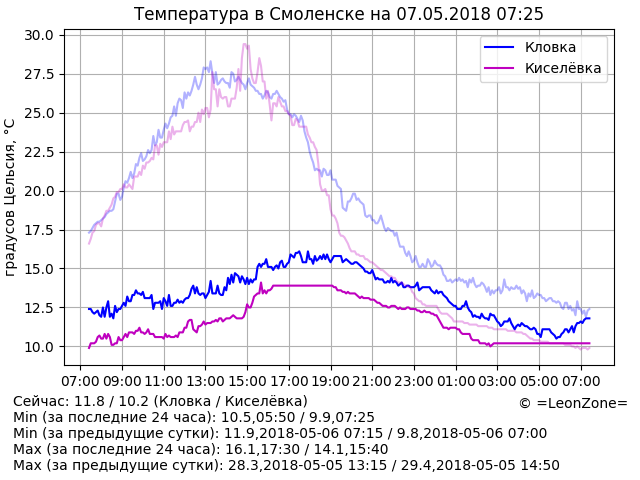 Температура в Смоленске на 07.05.2018 07:25
градусов Цельсия, °C
30.0
27.5
25.0
22.5
20.0
17.5
15.0
12.5
10.0
Кловка
Киселёвка
07:00 09:00 11:00 13:00 15:00 17:00 19:00 21:00 23:00 01:00 03:00 05:00 07:00
Сейчас: 11.8 / 10.2 (Кловка / Киселёвка)
© =LeonZone=
Min (за последние 24 часа): 10.5,05:50 / 9.9,07:25
Min (за предыдущие сутки): 11.9,2018-05-06 07:15 / 9.8,2018-05-06 07:00
Max (за последние 24 часа): 16.1,17:30 / 14.1,15:40
Max (за предыдущие сутки): 28.3,2018-05-05 13:15 / 29.4,2018-05-05 14:50